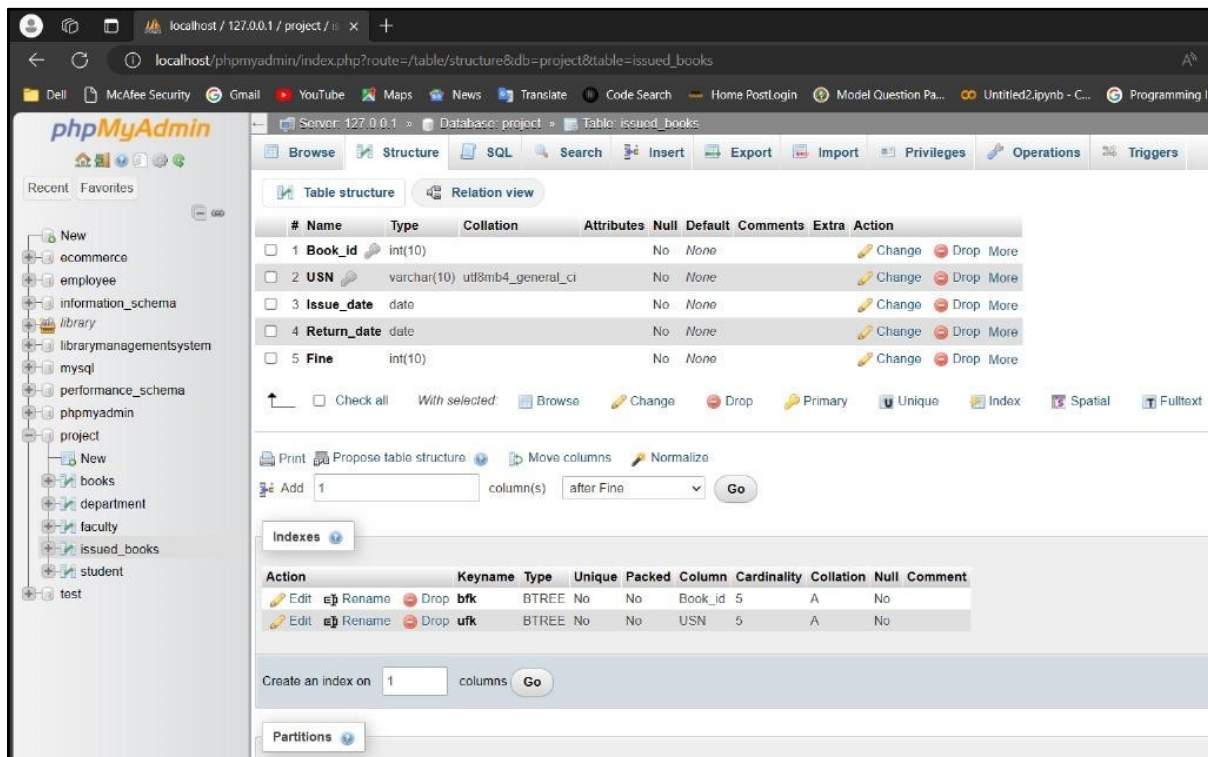 localhost / 127.0.0.1 / project / is
localhost/phpmyadmin/index.php?route=/table/structure&db=project&table=issued_books
Dell McAfee Security Gmail YouTube Maps News Translate Code Search Home PostLogin Model Question Pa... Untitled2.ipynb - C... Programming
phpMyAdmin
Recent Favorites
New
ecommerce
employee
information_schema
library
librarymanagementsystem
mysql
performance_schema
phpmyadmin
project
New
books
department
faculty
issued_books
student
test
Server: 127.0.0.1 » Database: project » Table: issued_books
Browse Structure SQL Search Insert Export Import Privileges Operations Triggers
Table structure Relation view
# Name Type Collation Attributes Null Default Comments Extra Action
1 Book_id int(10) No None Change Drop More
2 USN varchar(10) utf8mb4_general_ci No None Change Drop More
3 Issue_date date No None Change Drop More
4 Return_date date No None Change Drop More
5 Fine int(10) No None Change Drop More
Check all With selected: Browse Change Drop Primary Unique Index Spatial Fulltext
Print Propose table structure Move columns Normalize
Add 1 column(s) after Fine Go
Indexes
Action Keyname Type Unique Packed Column Cardinality Collation Null Comment
Edit Rename Drop bfk BTREE No No Book_id 5 A No
Edit Rename Drop ufk BTREE No No USN 5 A No
Create an index on 1 columns Go
Partitions